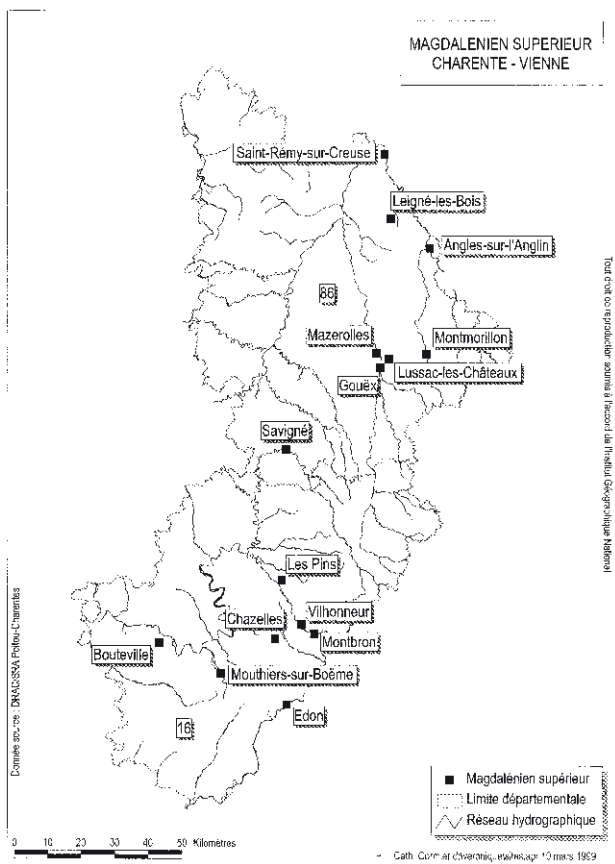 MAGDALENIEN SUPERIEUR
CHARENTE - VIENNE
Saint-Rémy-sur-Creuse
Leigné-les-Bois
Angles-sur-l'Anglin
86
Mazerolles
Montmorillon
Lussac-les-Châteaux
Gouëx
Savigné
Les Pins
Vilhonneur
Chazelles
Montbron
Bouteville
Mouthiers-sur-Boëme
Edon
16
Magdalénien supérieur
Limite départementale
Réseau hydrographique
0 10 20 30 40 50 Kilomètres
Donnée source : DRAC/SRA Poitou-Charentes
Tout droit de reproduction soumis à l'accord de l'Institut Géographique National
10 mars 1999